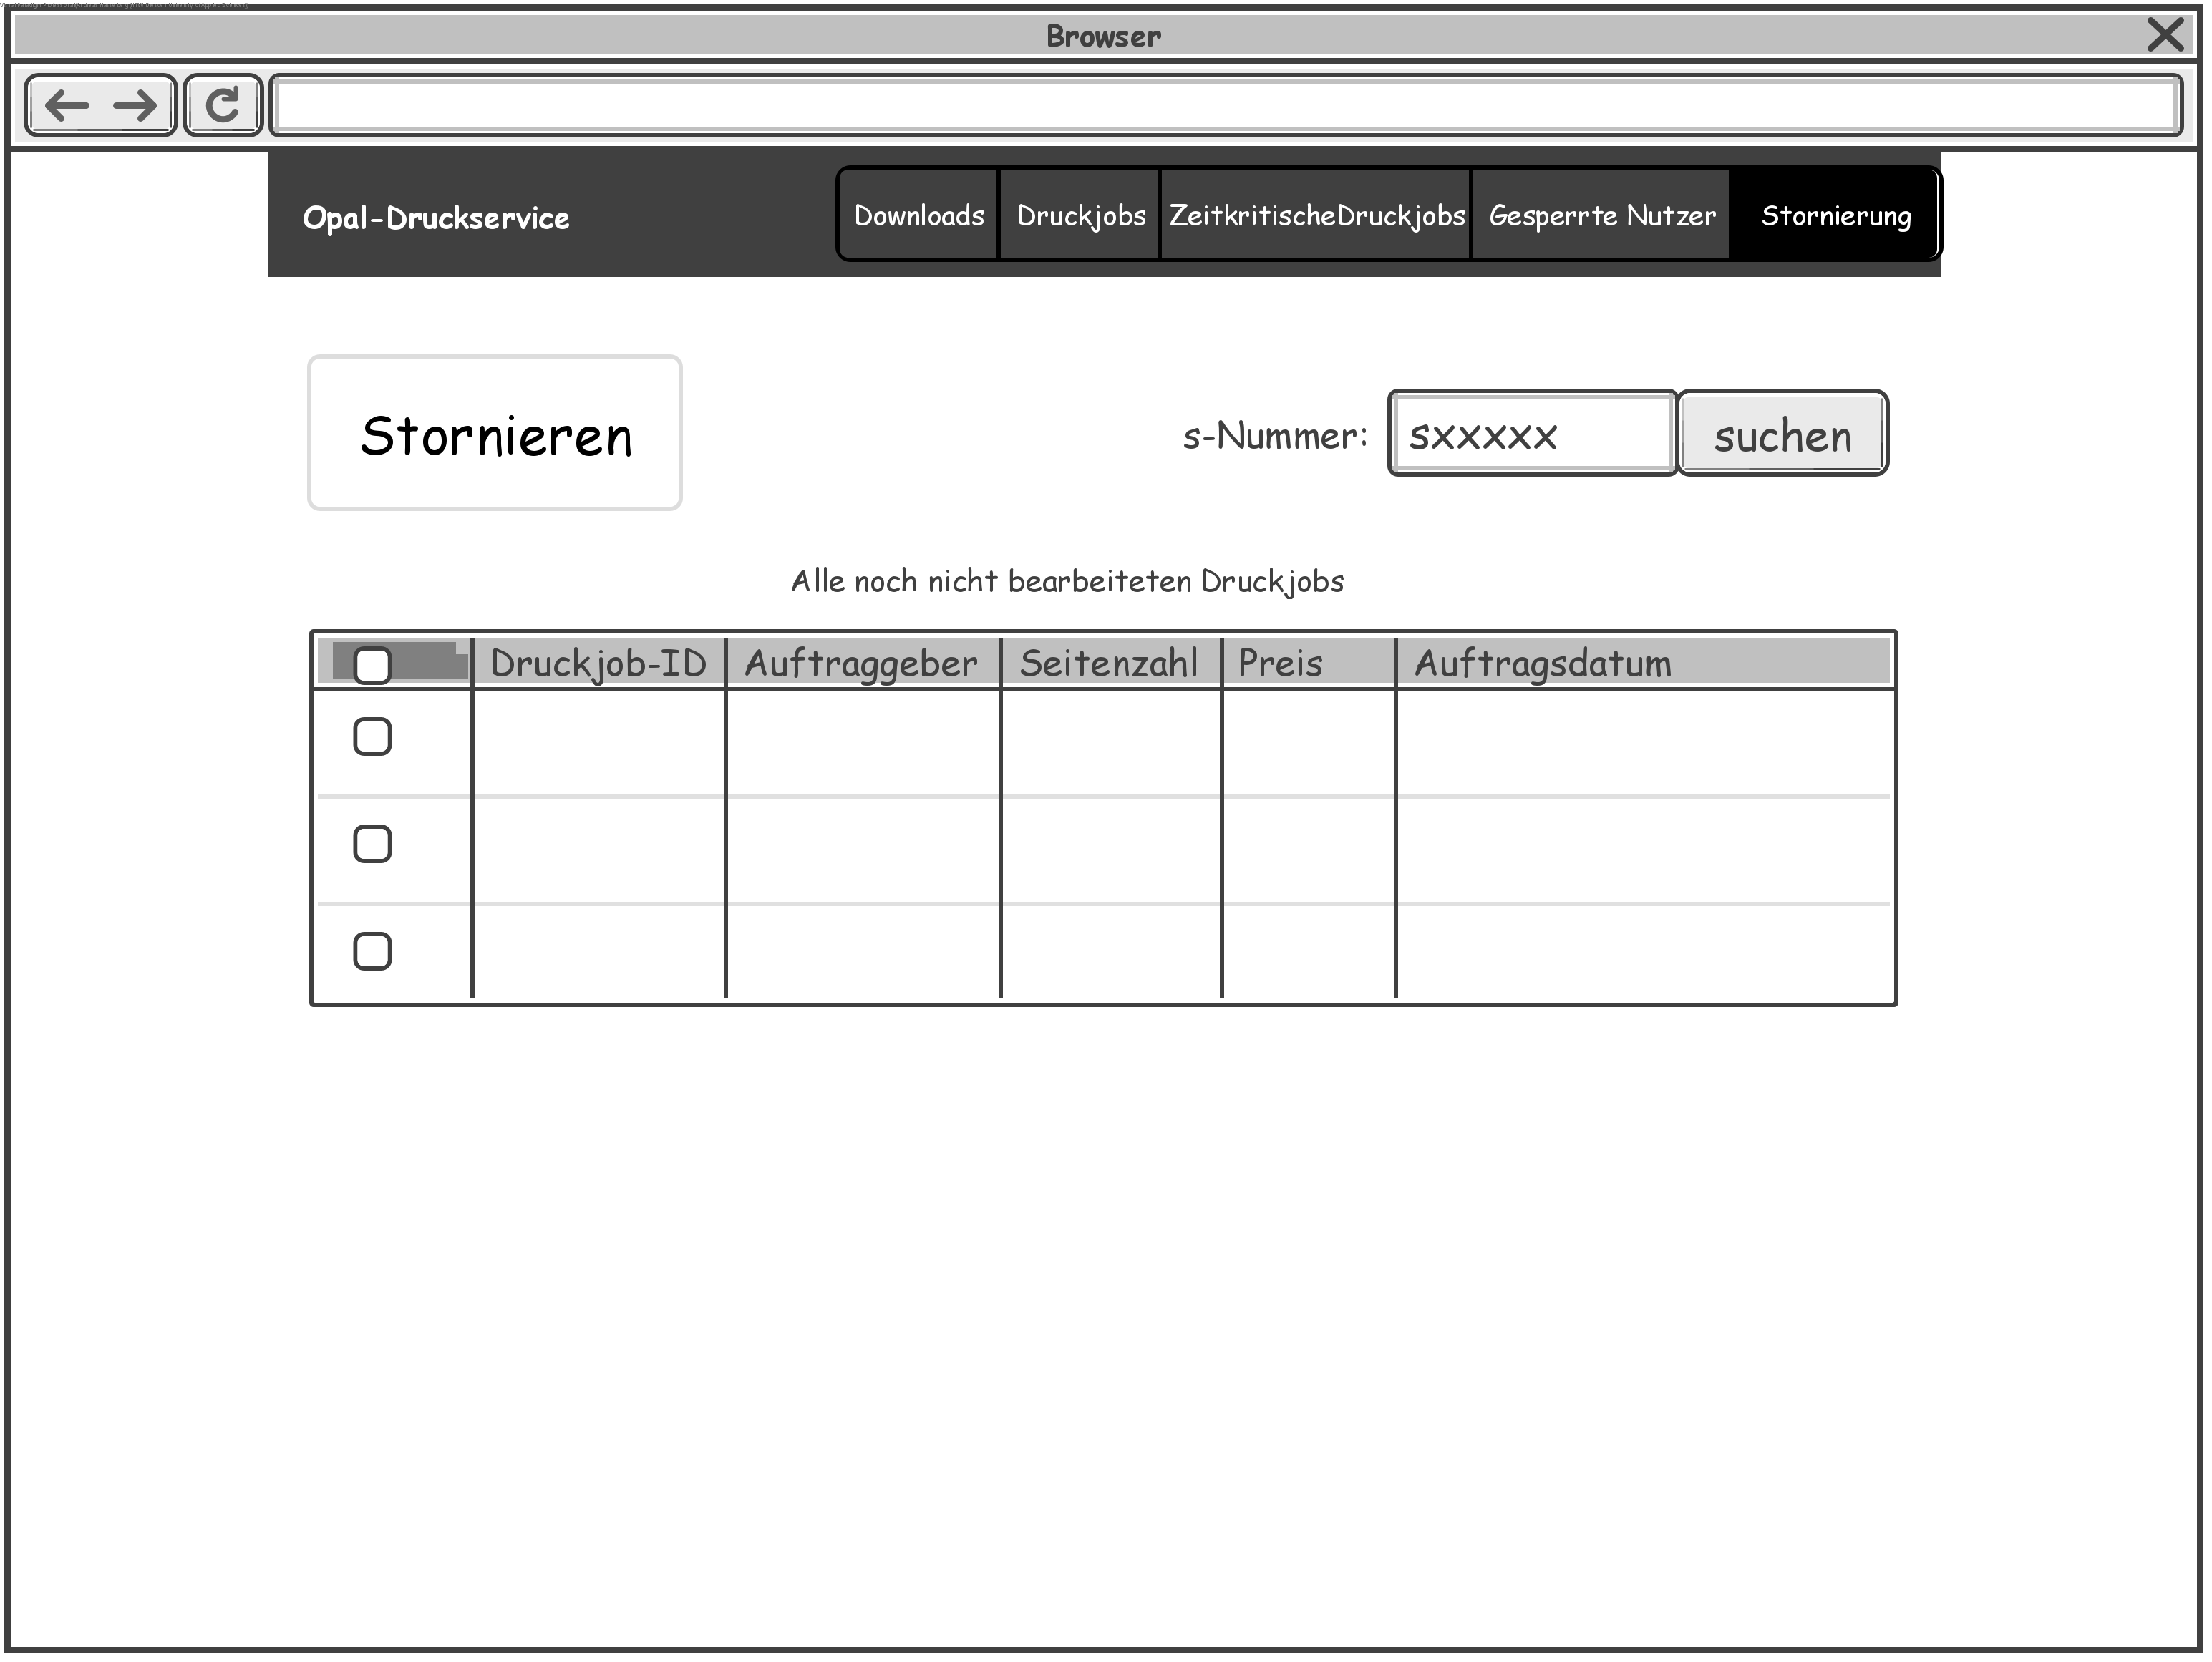 Browser
Opal-Druckservice
Downloads
Druckjobs
ZeitkritischeDruckjobs
Gesperrte Nutzer
Stornierung
Stornieren
s-Nummer:
sxxxxx
suchen
Alle noch nicht bearbeiteten Druckjobs
Druckjob-ID
Auftraggeber
Seitenzahl
Preis
Auftragsdatum